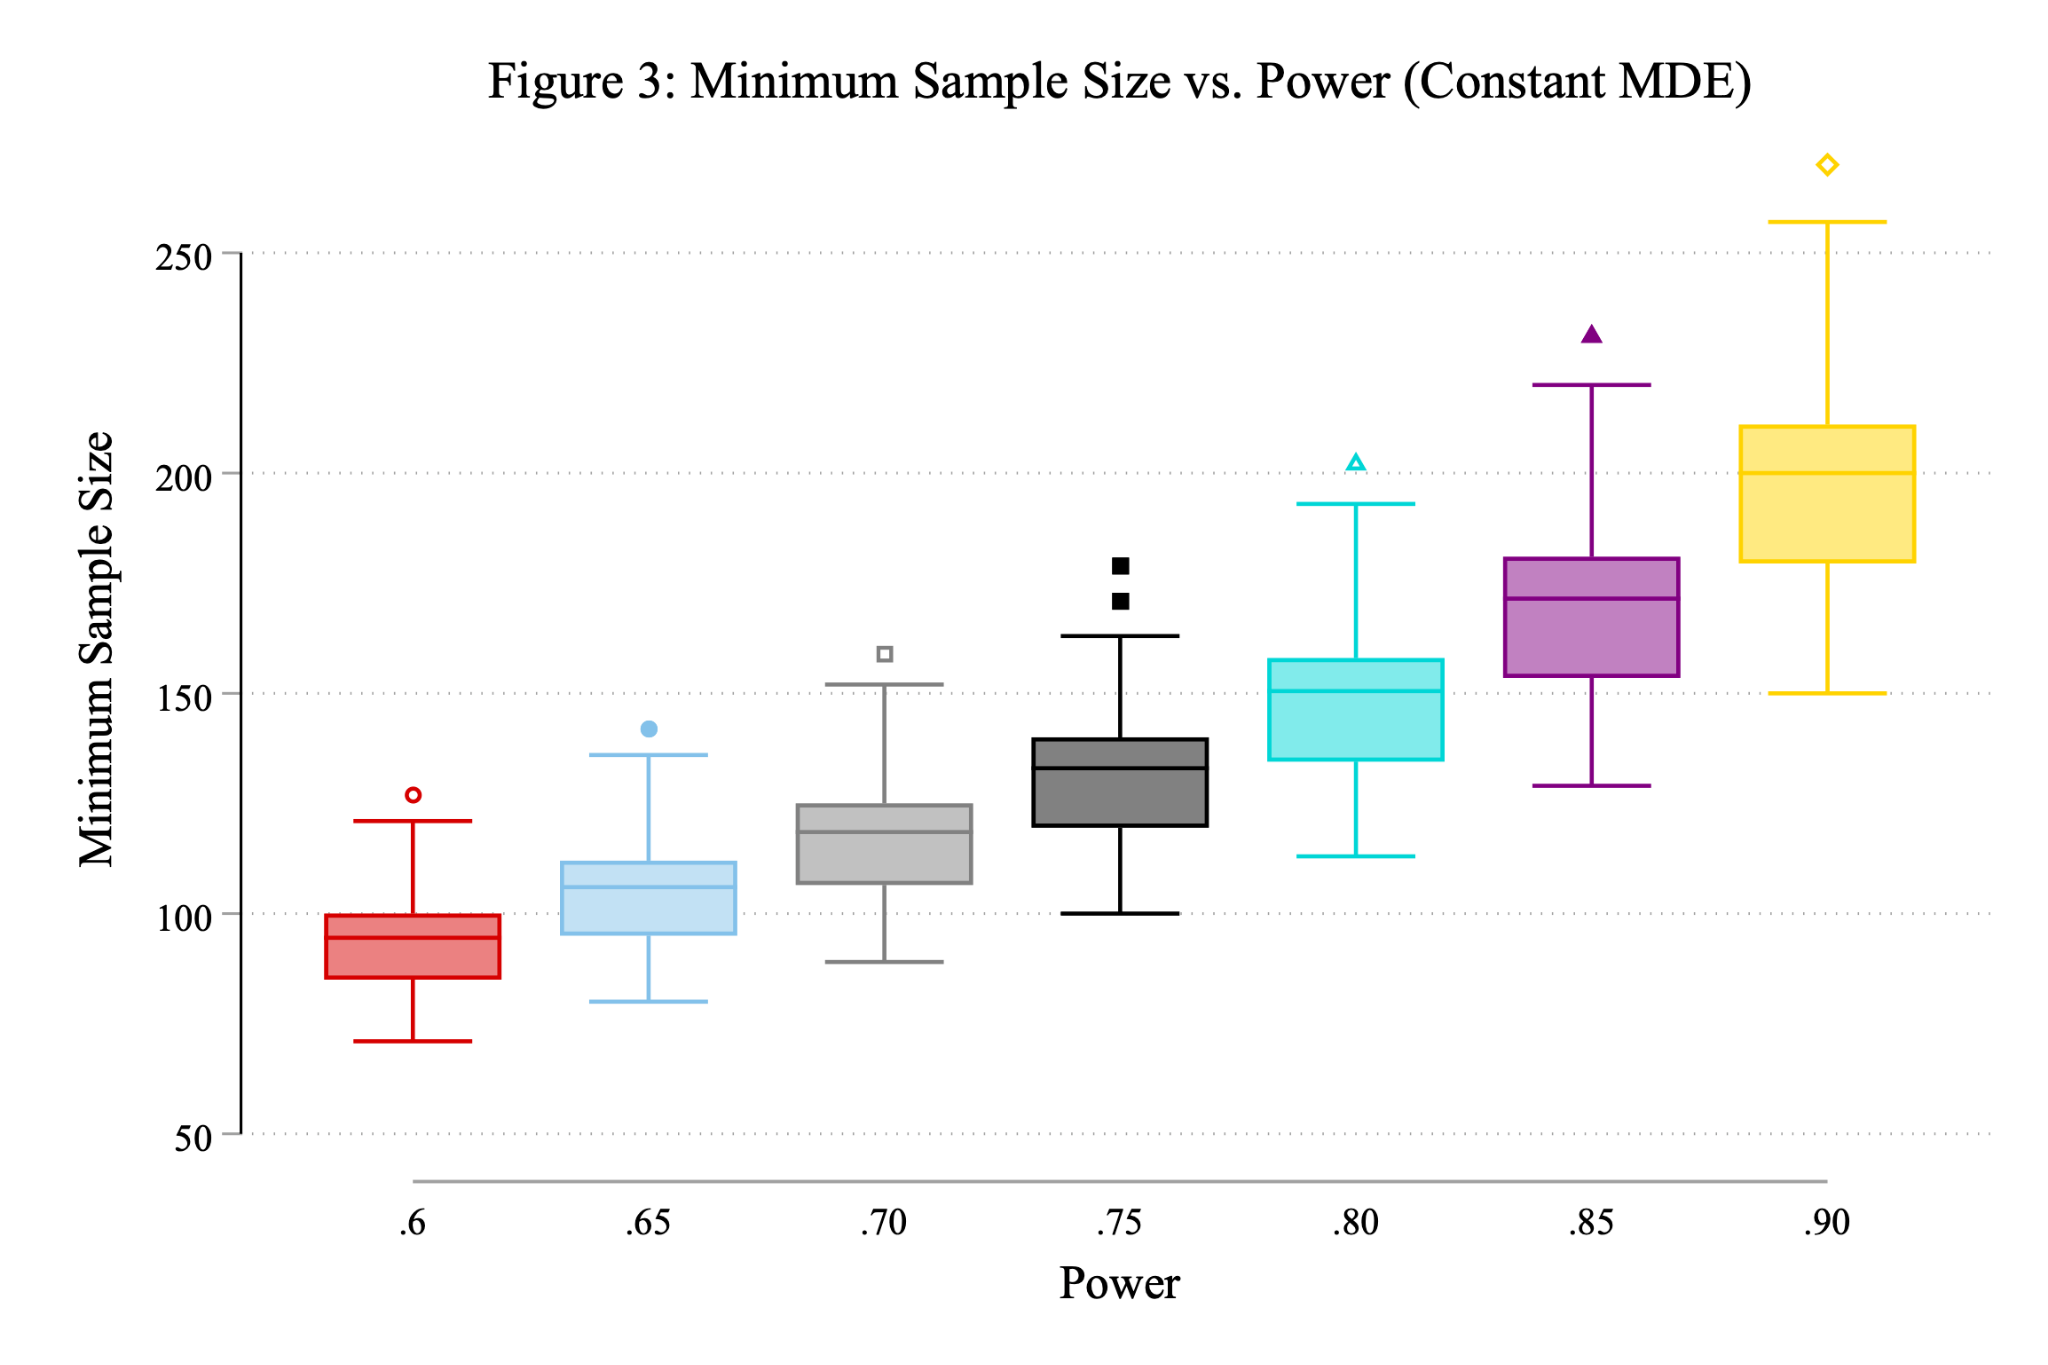 Figure 3: Minimum Sample Size vs. Power (Constant MDE)
Minimum Sample Size
250
200
150
100
50
.6 .65 .70 .75 .80 .85 .90
Power